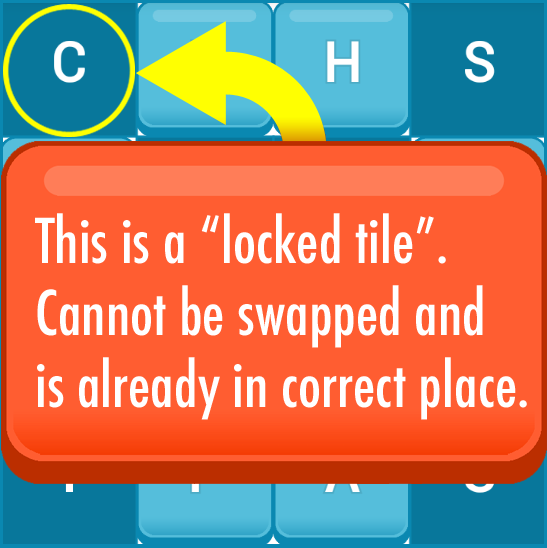 C H S
This is a “locked tile”.
Cannot be swapped and
is already in correct place.